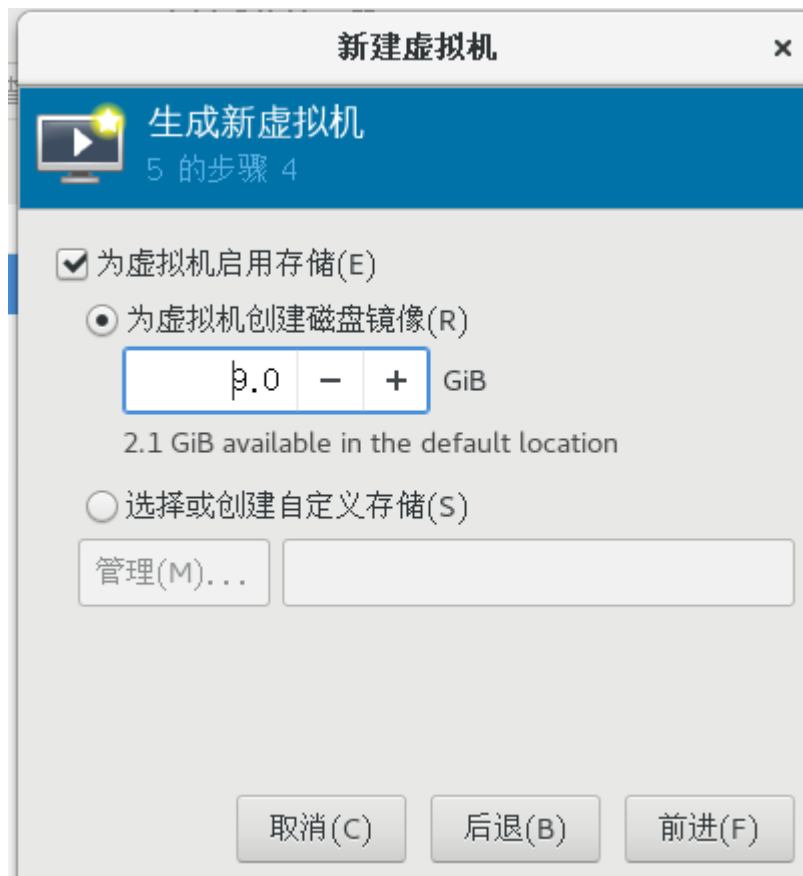 新建虚拟机
生成新虚拟机
5 的步骤 4
为虚拟机启用存储(E)
为虚拟机创建磁盘镜像(R)
9.0 − + GiB
2.1 GiB available in the default location
选择或创建自定义存储(S)
管理(M)...
取消(C) 后退(B) 前进(F)